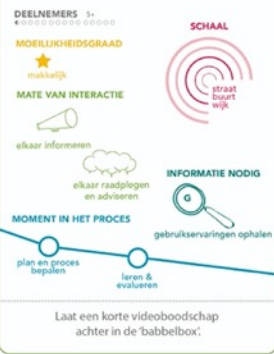 DEELNEMERS 5+
MOEILIJKHEIDSGRAAD
makkelijk
SCHAAL
straat
buurt
wijk
MATE VAN INTERACTIE
elkaar informeren
elkaar raadplegen
en adviseren
INFORMATIE NODIG
G
gebruikservaringen ophalen
MOMENT IN HET PROCES
plan en proces
bepalen
leren &
evalueren
Laat een korte videoboodschap
achter in de ‘babbelbox’.